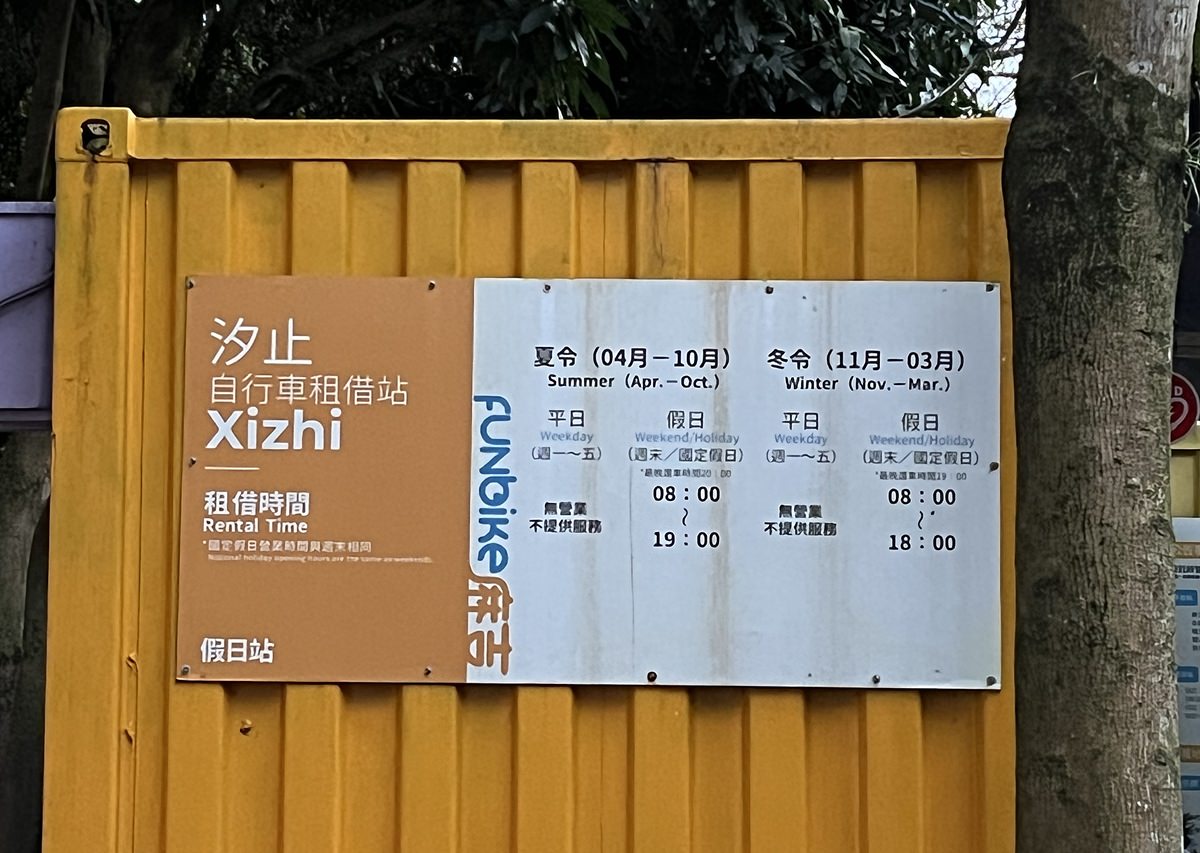 汐止
自行車租借站
Xizhi
租借時間
Rental Time
*國定假日營業時間與週末相同
National holiday opening hours are the same as weekends.
假日站
FUNbike 麻吉
夏令（04月－10月）
Summer（Apr.－Oct.）
平日
Weekday
（週一～五）
無營業
不提供服務
假日
Weekend/Holiday
（週末／國定假日）
*最晚還車時間20：00
08：00
～
19：00
冬令（11月－03月）
Winter（Nov.－Mar.）
平日
Weekday
（週一～五）
無營業
不提供服務
假日
Weekend/Holiday
（週末／國定假日）
*最晚還車時間19：00
08：00
～
18：00